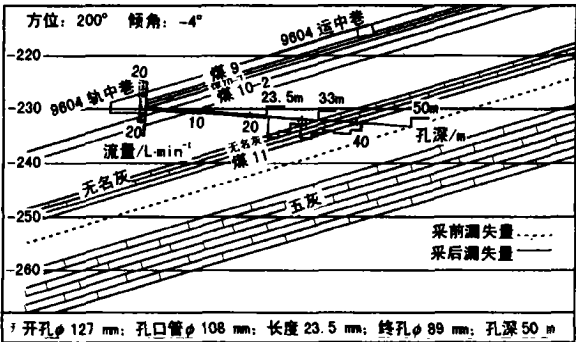 方位：200° 倾角：-4°
-220
9604 运中巷
20
煤 9
煤 10-2
9604 轨中巷
23.5m
33m
50m
-230
10
20
20
40
孔深/m
流量/L·min⁻¹
无名灰
煤 11
-240
无名灰
五灰
-250
采前漏失量
采后漏失量
-260
开孔ϕ 127 mm；孔口管ϕ 108 mm；长度 23.5 mm；终孔ϕ 89 mm；孔深 50 m